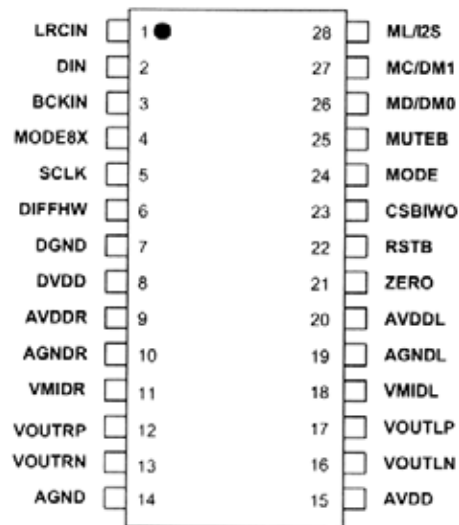 LRCIN 1 28 ML/I2S
DIN 2 27 MC/DM1
BCKIN 3 26 MD/DM0
MODE8X 4 25 MUTEB
SCLK 5 24 MODE
DIFFHW 6 23 CSBIWO
DGND 7 22 RSTB
DVDD 8 21 ZERO
AVDDR 9 20 AVDDL
AGNDR 10 19 AGNDL
VMIDR 11 18 VMIDL
VOUTRP 12 17 VOUTLP
VOUTRN 13 16 VOUTLN
AGND 14 15 AVDD